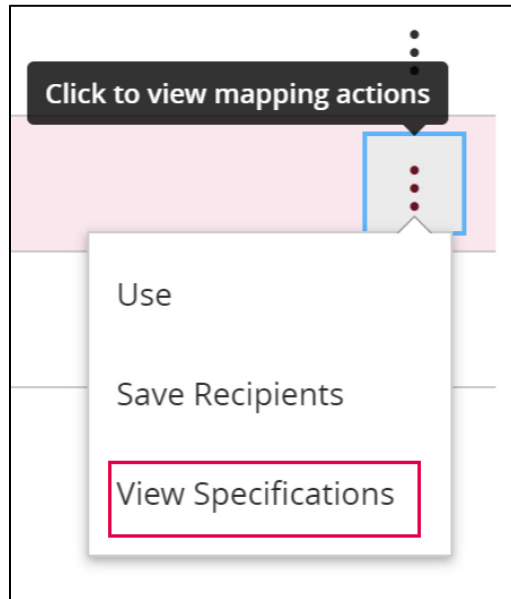 Click to view mapping actions
Use
Save Recipients
View Specifications